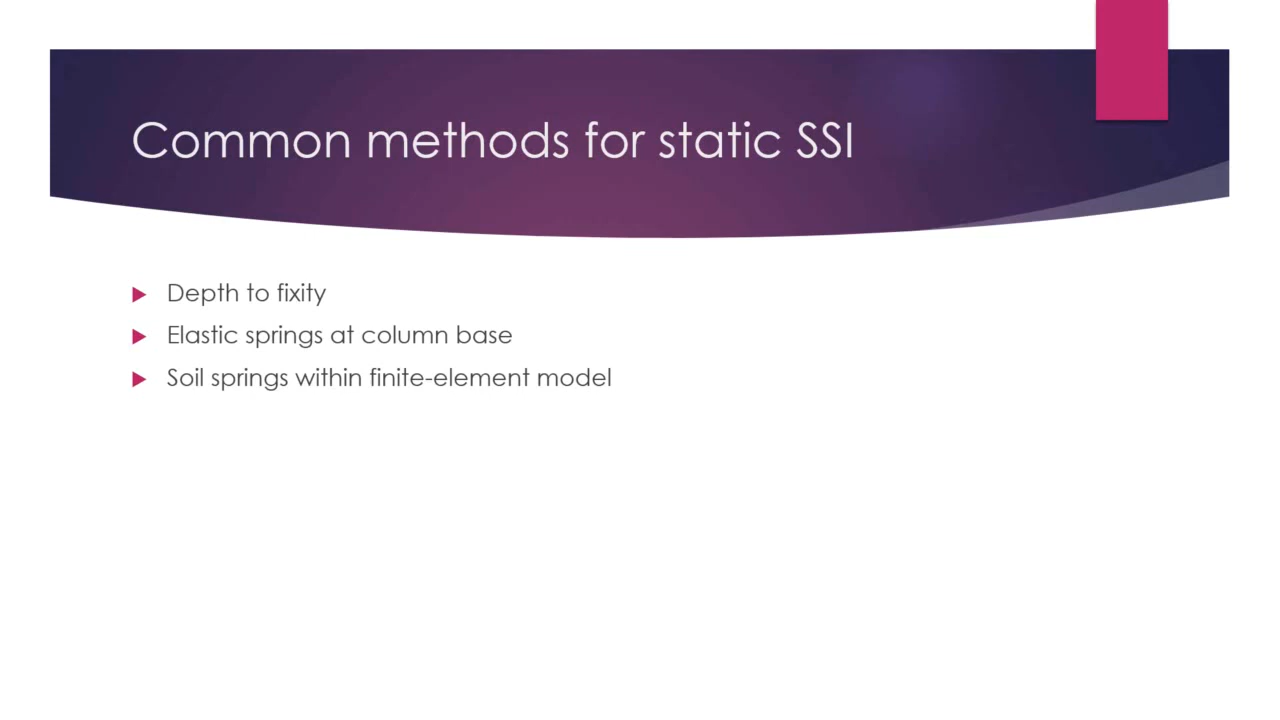 Common methods for static SSI
Depth to fixity
Elastic springs at column base
Soil springs within finite-element model